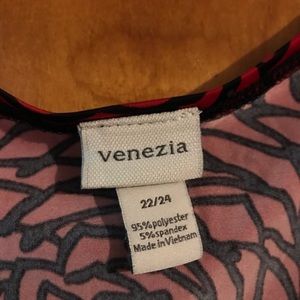 venezia
22/24
95%polyester
5%spandex
Made in Vietnam